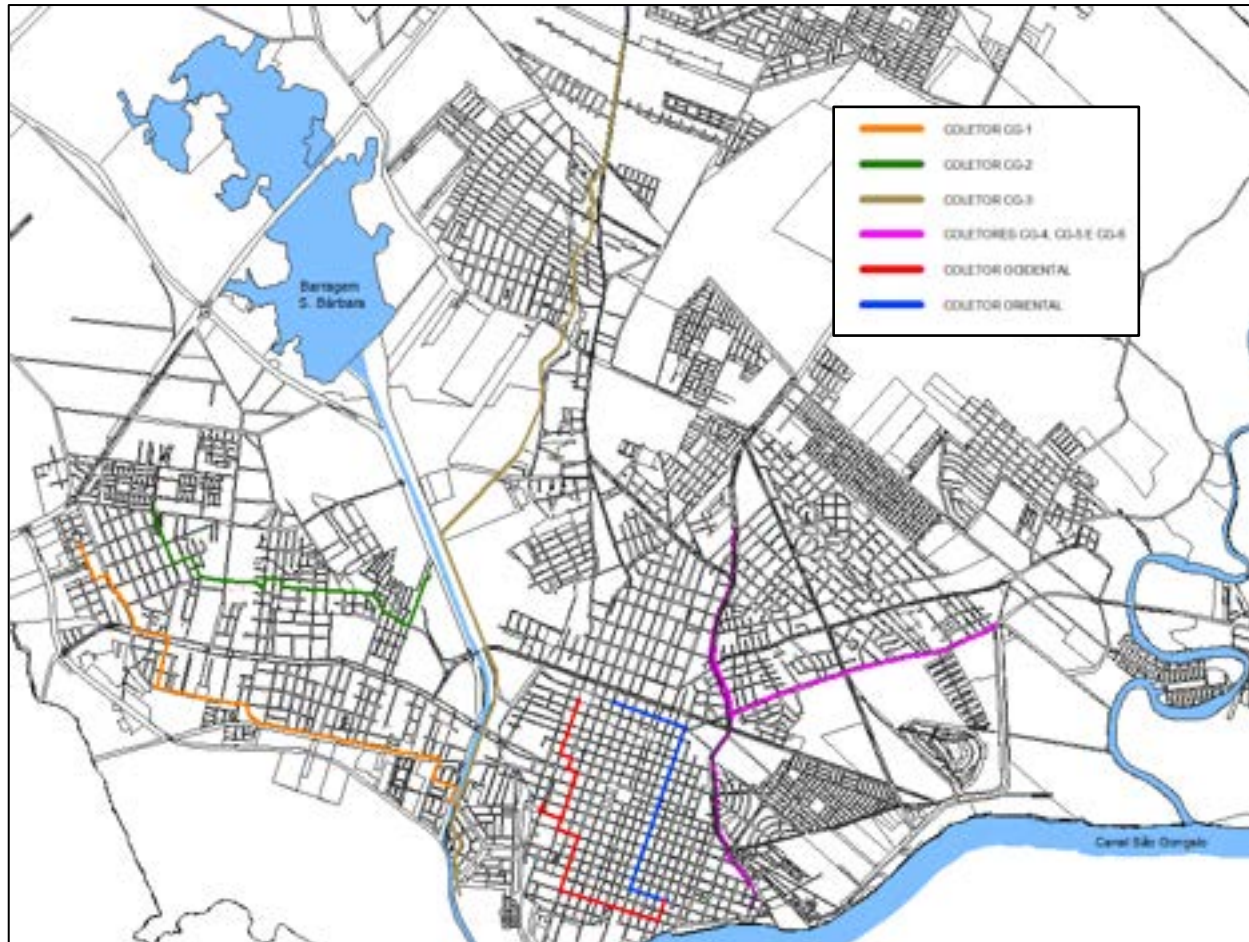 COLETOR CG-1
COLETOR CG-2
COLETOR CG-3
COLETORES CG-4, CG-5 E CG-6
COLETOR OCIDENTAL
COLETOR ORIENTAL
Barragem
S. Bárbara
Canal São Gonçalo